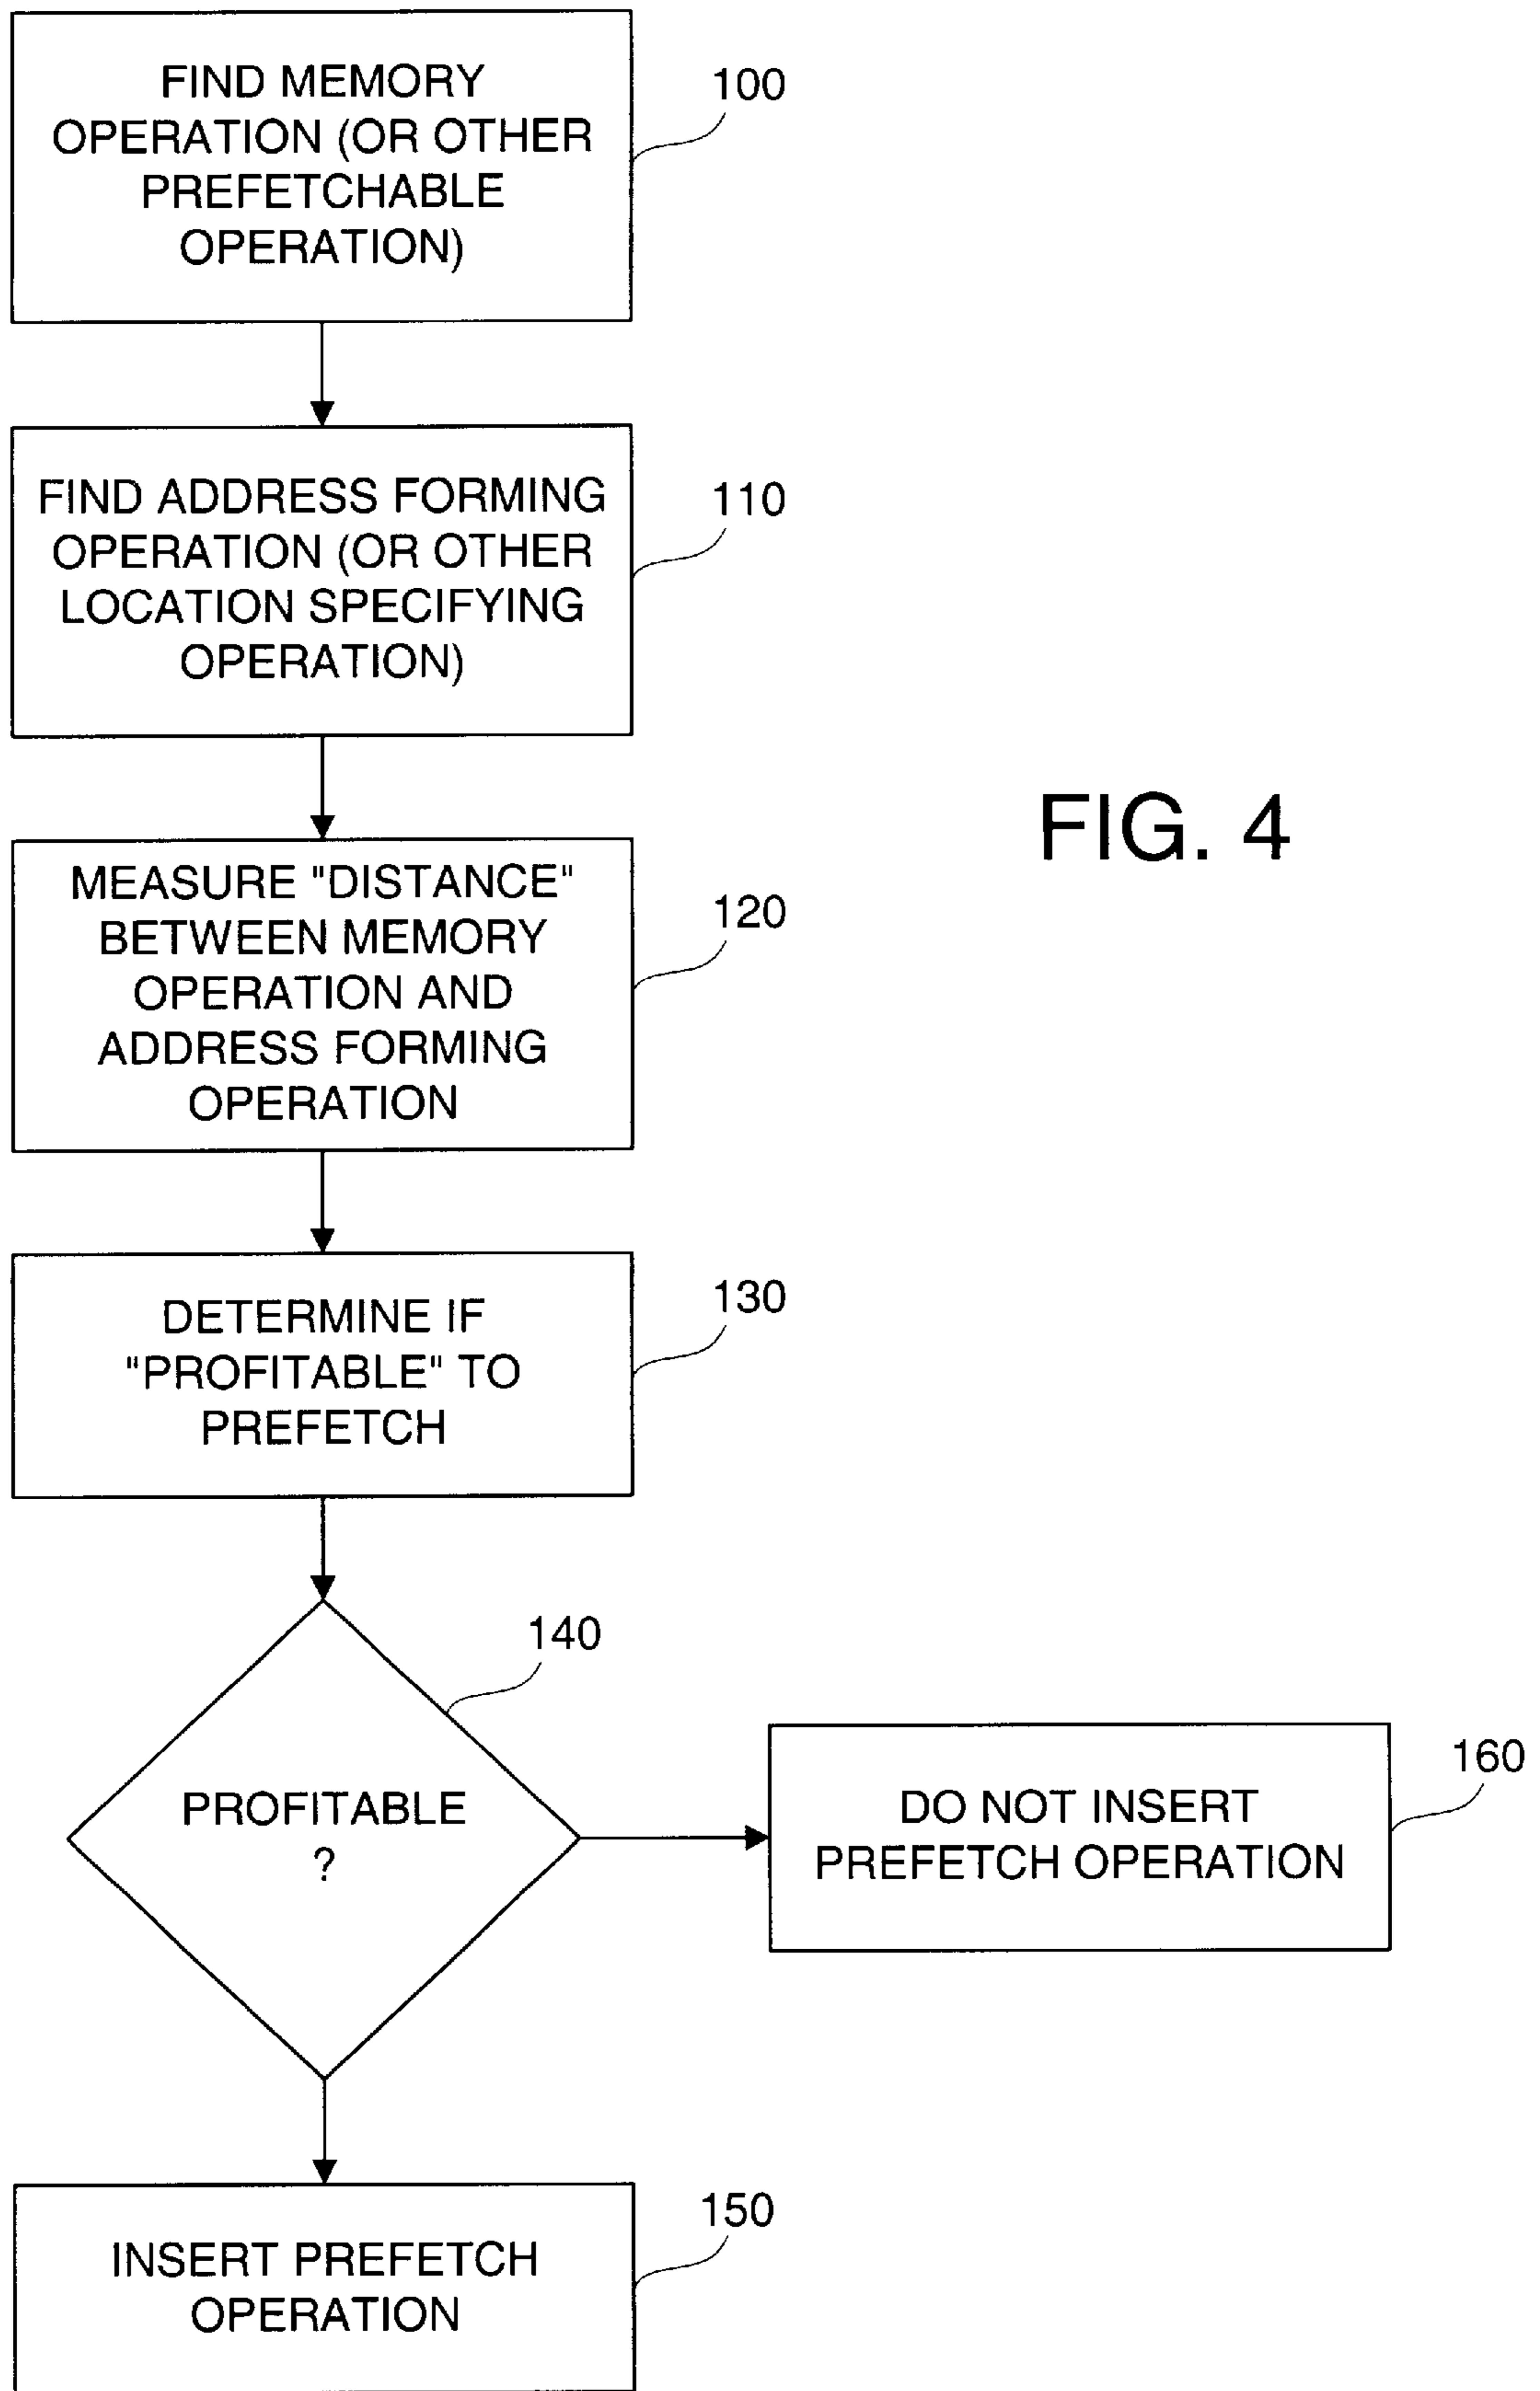 FIND MEMORY
OPERATION (OR OTHER
PREFETCHABLE
OPERATION)
100
FIND ADDRESS FORMING
OPERATION (OR OTHER
LOCATION SPECIFYING
OPERATION)
110
FIG. 4
MEASURE "DISTANCE"
BETWEEN MEMORY
OPERATION AND
ADDRESS FORMING
OPERATION
120
DETERMINE IF
"PROFITABLE" TO
PREFETCH
130
140
PROFITABLE
?
DO NOT INSERT
PREFETCH OPERATION
160
INSERT PREFETCH
OPERATION
150